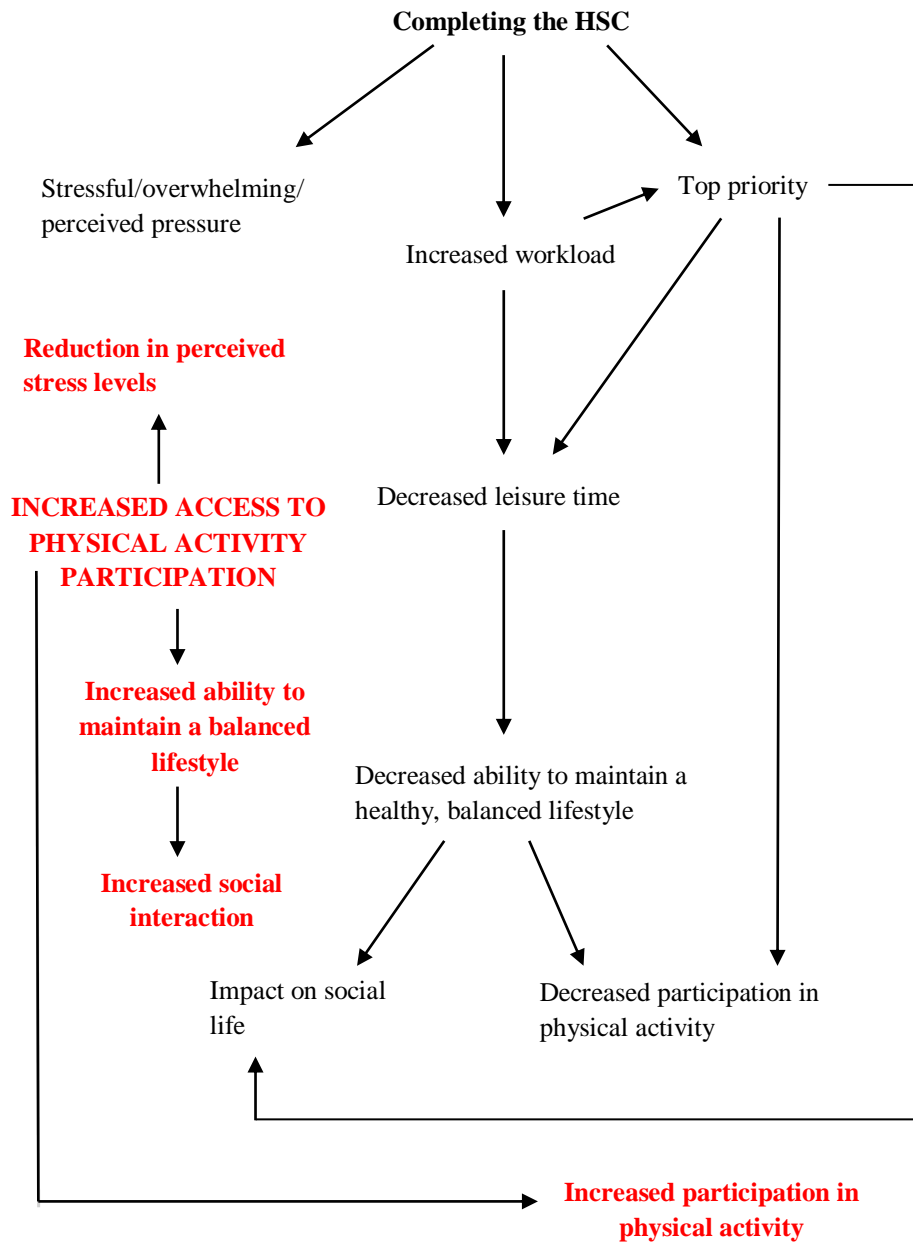 Completing the HSC
Stressful/overwhelming/
perceived pressure
Top priority
Increased workload
Reduction in perceived
stress levels
INCREASED ACCESS TO
PHYSICAL ACTIVITY
PARTICIPATION
Decreased leisure time
Increased ability to
maintain a balanced
lifestyle
Decreased ability to maintain a
healthy, balanced lifestyle
Increased social
interaction
Impact on social
life
Decreased participation in
physical activity
Increased participation in
physical activity